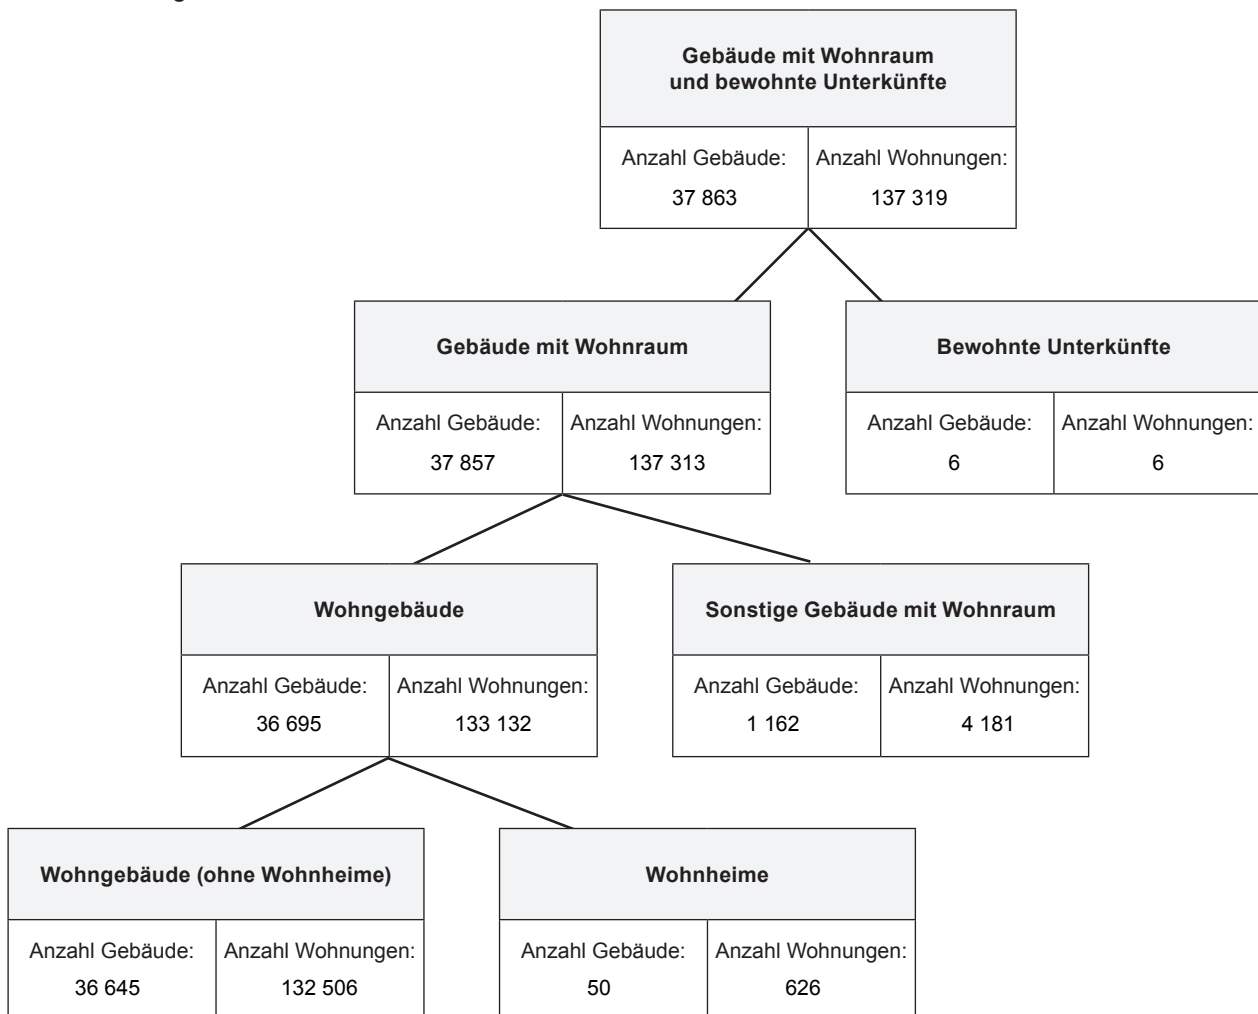 Gebäude mit Wohnraum
und bewohnte Unterkünfte
Anzahl Gebäude: Anzahl Wohnungen:
37 863 137 319
Gebäude mit Wohnraum Bewohnte Unterkünfte
Anzahl Gebäude: Anzahl Wohnungen: Anzahl Gebäude: Anzahl Wohnungen:
37 857 137 313 6 6
Wohngebäude Sonstige Gebäude mit Wohnraum
Anzahl Gebäude: Anzahl Wohnungen: Anzahl Gebäude: Anzahl Wohnungen:
36 695 133 132 1 162 4 181
Wohngebäude (ohne Wohnheime) Wohnheime
Anzahl Gebäude: Anzahl Wohnungen: Anzahl Gebäude: Anzahl Wohnungen:
36 645 132 506 50 626